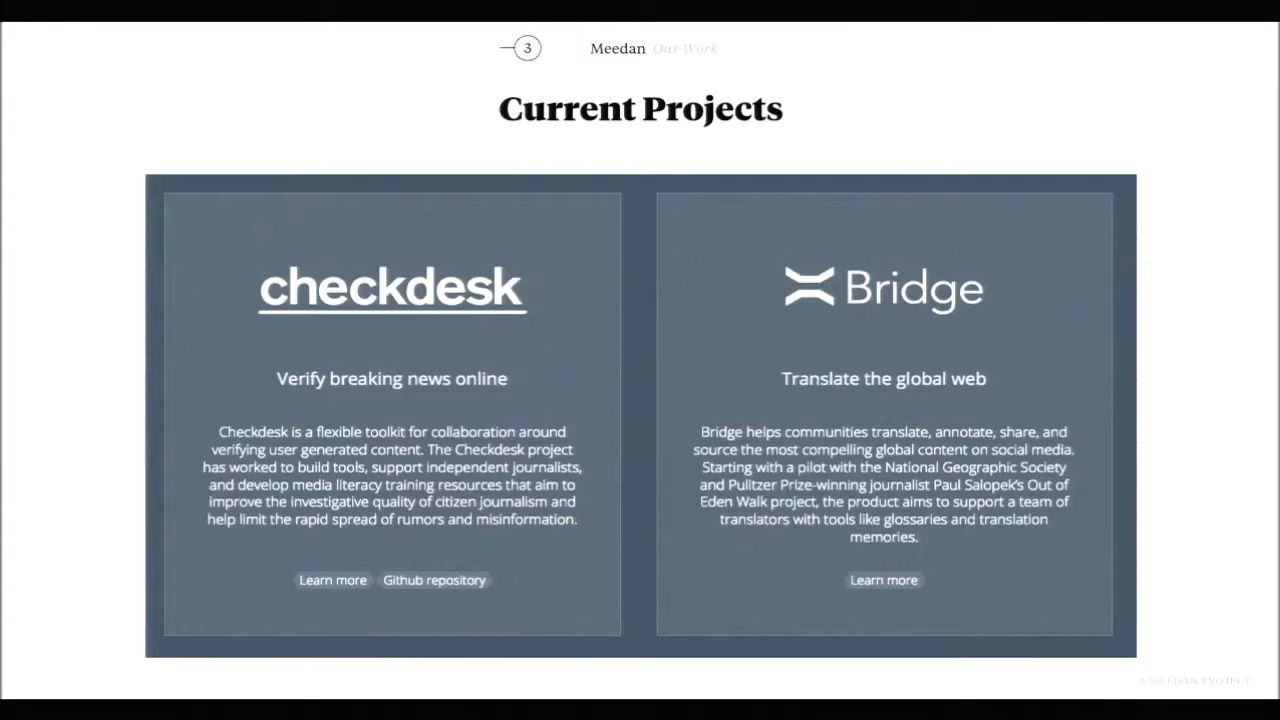 3
Meedan Our Work
Current Projects
checkdesk
Verify breaking news online
Checkdesk is a flexible toolkit for collaboration around
verifying user generated content. The Checkdesk project
has worked to build tools, support independent journalists,
and develop media literacy training resources that aim to
improve the investigative quality of citizen journalism and
help limit the rapid spread of rumors and misinformation.
Learn more Github repository
Bridge
Translate the global web
Bridge helps communities translate, annotate, share, and
source the most compelling global content on social media.
Starting with a pilot with the National Geographic Society
and Pulitzer Prize-winning journalist Paul Salopek's Out of
Eden Walk project, the product aims to support a team of
translators with tools like glossaries and translation
memories.
Learn more
A MEEDAN PROJECT